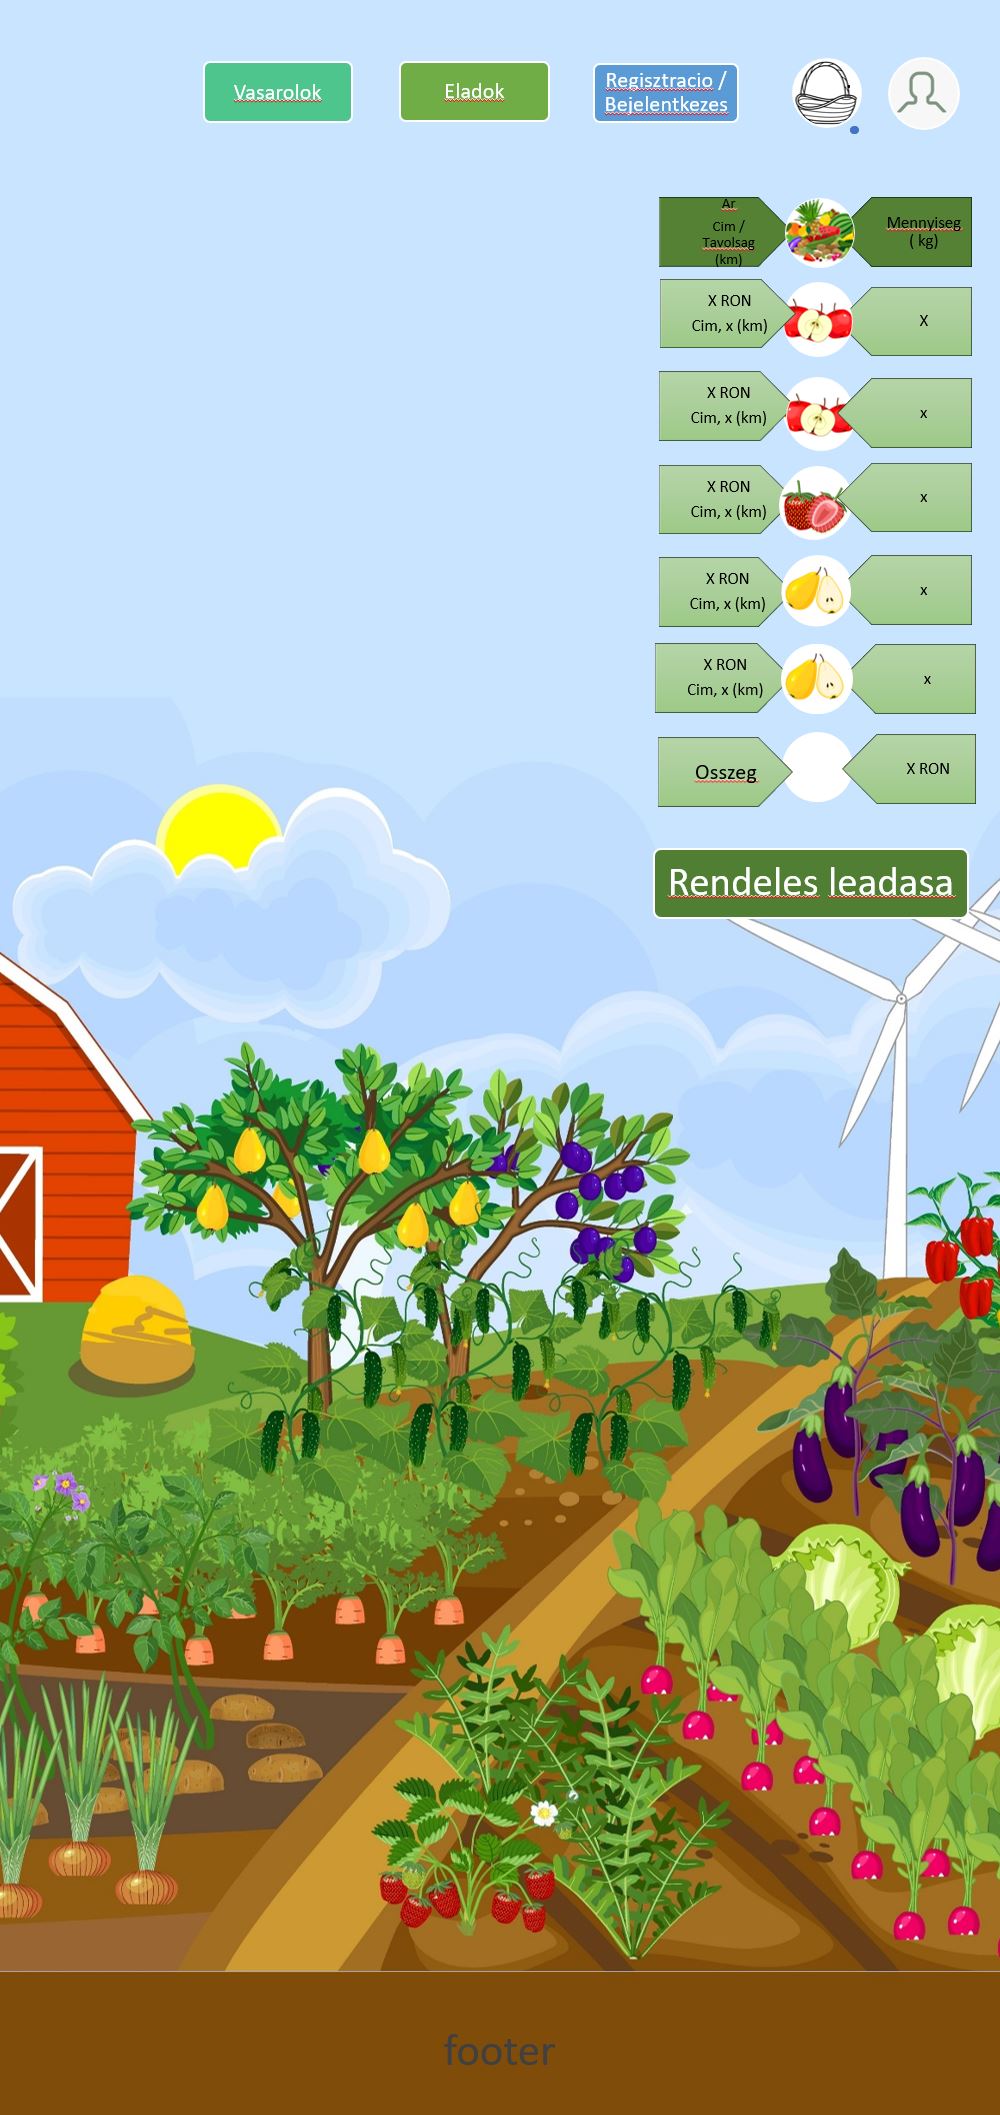 Vasarolok
Eladok
Regisztracio /
Bejelentkezes
Ar
Cim /
Tavolsag
(km)
Mennyiseg
( kg)
X RON
Cim, x (km)
X
X RON
Cim, x (km)
x
X RON
Cim, x (km)
x
X RON
Cim, x (km)
x
X RON
Cim, x (km)
x
Osszeg
X RON
Rendeles leadasa
footer